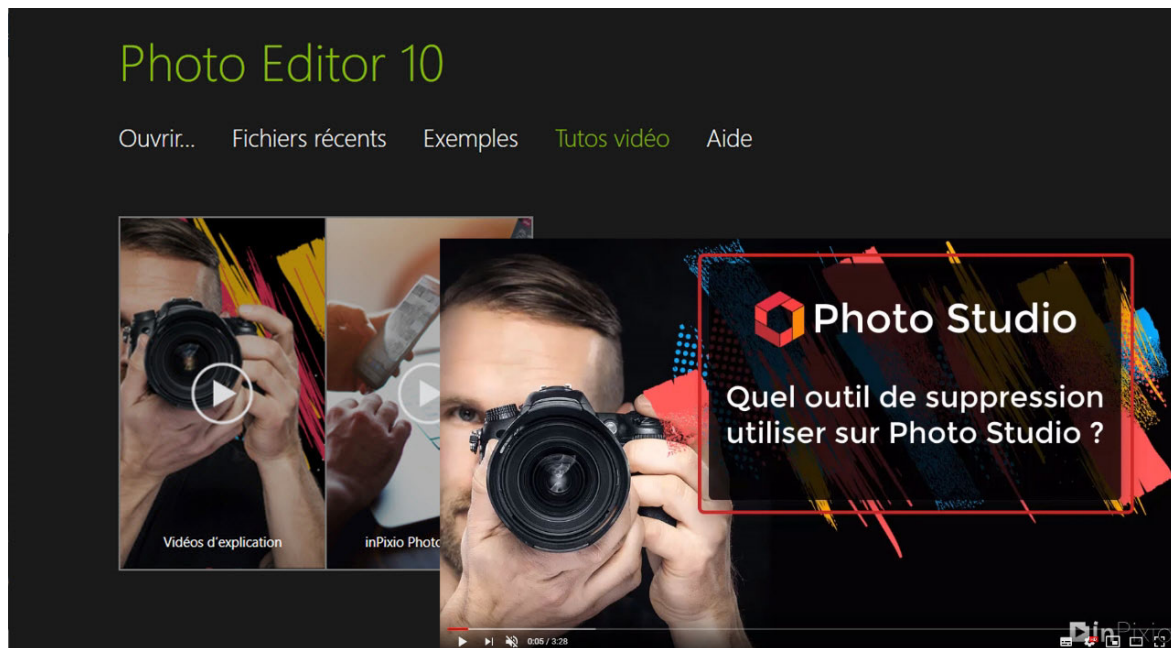 Photo Editor 10
Ouvrir... Fichiers récents Exemples Tutos vidéo Aide
Photo Studio
Quel outil de suppression
utiliser sur Photo Studio ?
Vidéos d'explication inPixio Photo
0:05 / 3:28
inPixio